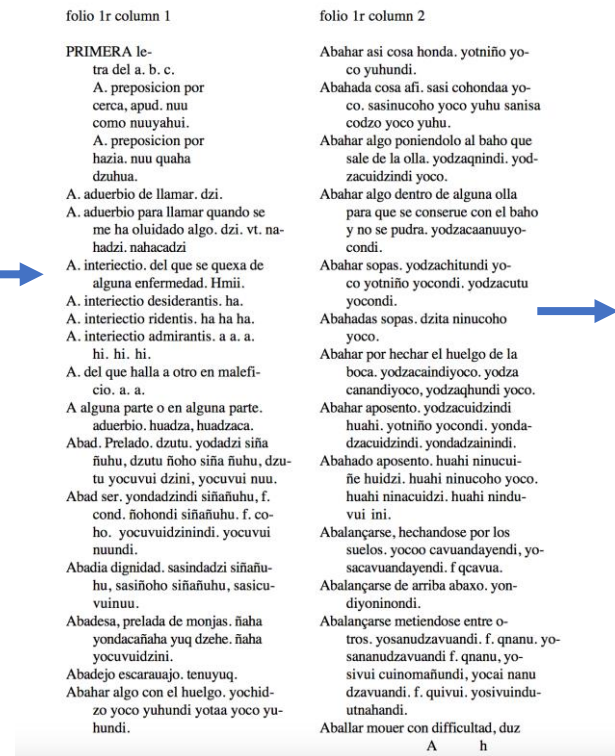 folio 1r column 1
PRIMERA le-
tra del a. b. c.
A. preposicion por
cerca, apud. nuu
como nuuyahui.
A. preposicion por
hazia. nuu quaha
dzuhua.
A. aduerbio de llamar. dzi.
A. aduerbio para llamar quando se
me ha oluidado algo. dzi. vt. na-
hadzi. nahacadzi
A. interiectio. del que se quexa de
alguna enfermedad. Hmii.
A. interiectio desiderantis. ha.
A. interiectio ridentis. ha ha ha.
A. interiectio admirantis. a a. a.
hi. hi. hi.
A. del que halla a otro en malefi-
cio. a. a.
A alguna parte o en alguna parte.
aduerbio. huadza, huadzaca.
Abad. Prelado. dzutu. yodadzi siña
ñuhu, dzutu ñoho siña ñuhu, dzu-
tu yocuvui dzini, yocuvui nuu.
Abad ser. yondadzindi siñañuhu, f.
cond. ñohondi siñañuhu. f. co-
ho. yocuvuidzinindi. yocuvui
nuundi.
Abadia dignidad. sasindadzi siñañu-
hu, sasiñoho siñañuhu, sasicu-
vuinuu.
Abadesa, prelada de monjas. ñaha
yondacañaha yuq dzehe. ñaha
yocuvuidzini.
Abadejo escarauajo. tenuyuq.
Abahar algo con el huelgo. yochid-
zo yoco yuhundi yotaa yoco yu-
hundi.
folio 1r column 2
Abahar asi cosa honda. yotniño yo-
co yuhundi.
Abahada cosa afi. sasi cohondaa yo-
co. sasinucoho yoco yuhu sanisa
codzo yoco yuhu.
Abahar algo poniendolo al baho que
sale de la olla. yodzaqnindi. yod-
zacuidzindi yoco.
Abahar algo dentro de alguna olla
para que se conserue con el baho
y no se pudra. yodzacaanuuyo-
condi.
Abahar sopas. yodzachitundi yo-
co yotniño yocondi. yodzacutu
yocondi.
Abahadas sopas. dzita ninucoho
yoco.
Abahar por hechar el huelgo de la
boca. yodzacaindiyoco. yodza
canandiyoco, yodzaqhundi yoco.
Abahar aposento. yodzacuidzindi
huahi. yotniño yocondi. yonda-
dzacuidzindi. yondadzainindi.
Abahado aposento. huahi ninucui-
ñe huidzi. huahi ninucoho yoco.
huahi ninacuidzi. huahi nindu-
vui ini.
Abalançarse, hechandose por los
suelos. yocoo cavuandayendi, yo-
sacavuandayendi. f qcavua.
Abalançarse de arriba abaxo. yon-
diyoninondi.
Abalançarse metiendose entre o-
tros. yosanudzavuandi. f. qnanu. yo-
sananudzavuandi f. qnanu, yo-
sivui cuinomañundi, yocai nanu
dzavuandi. f. quivui. yosivuindu-
utnahandi.
Aballar mouer con difficultad, duz
A h